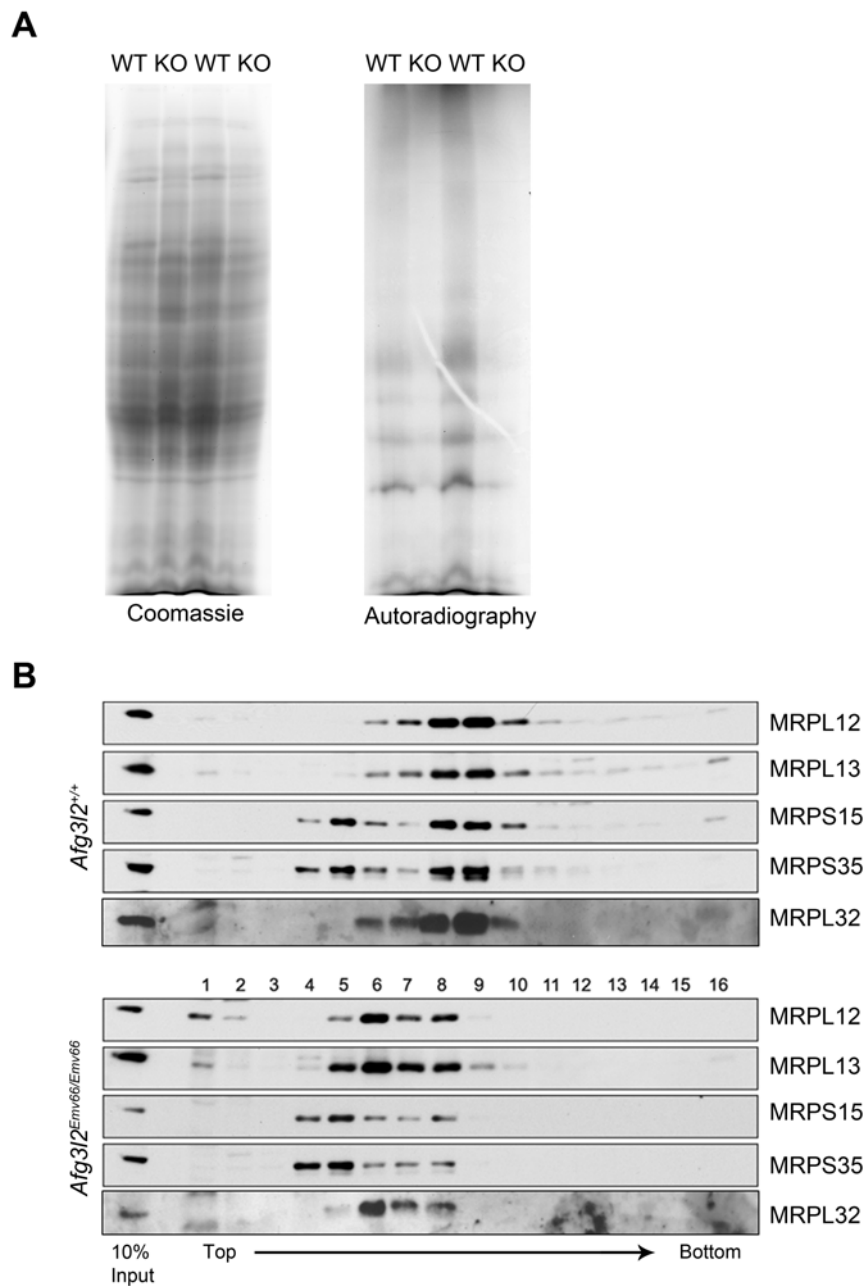 A
WT KO WT KO
WT KO WT KO
Coomassie
Autoradiography
B
Afg3l2+/+
MRPL12
MRPL13
MRPS15
MRPS35
MRPL32
1 2 3 4 5 6 7 8 9 10 11 12 13 14 15 16
Afg3l2Emv66/Emv66
MRPL12
MRPL13
MRPS15
MRPS35
MRPL32
10% Input
Top
Bottom